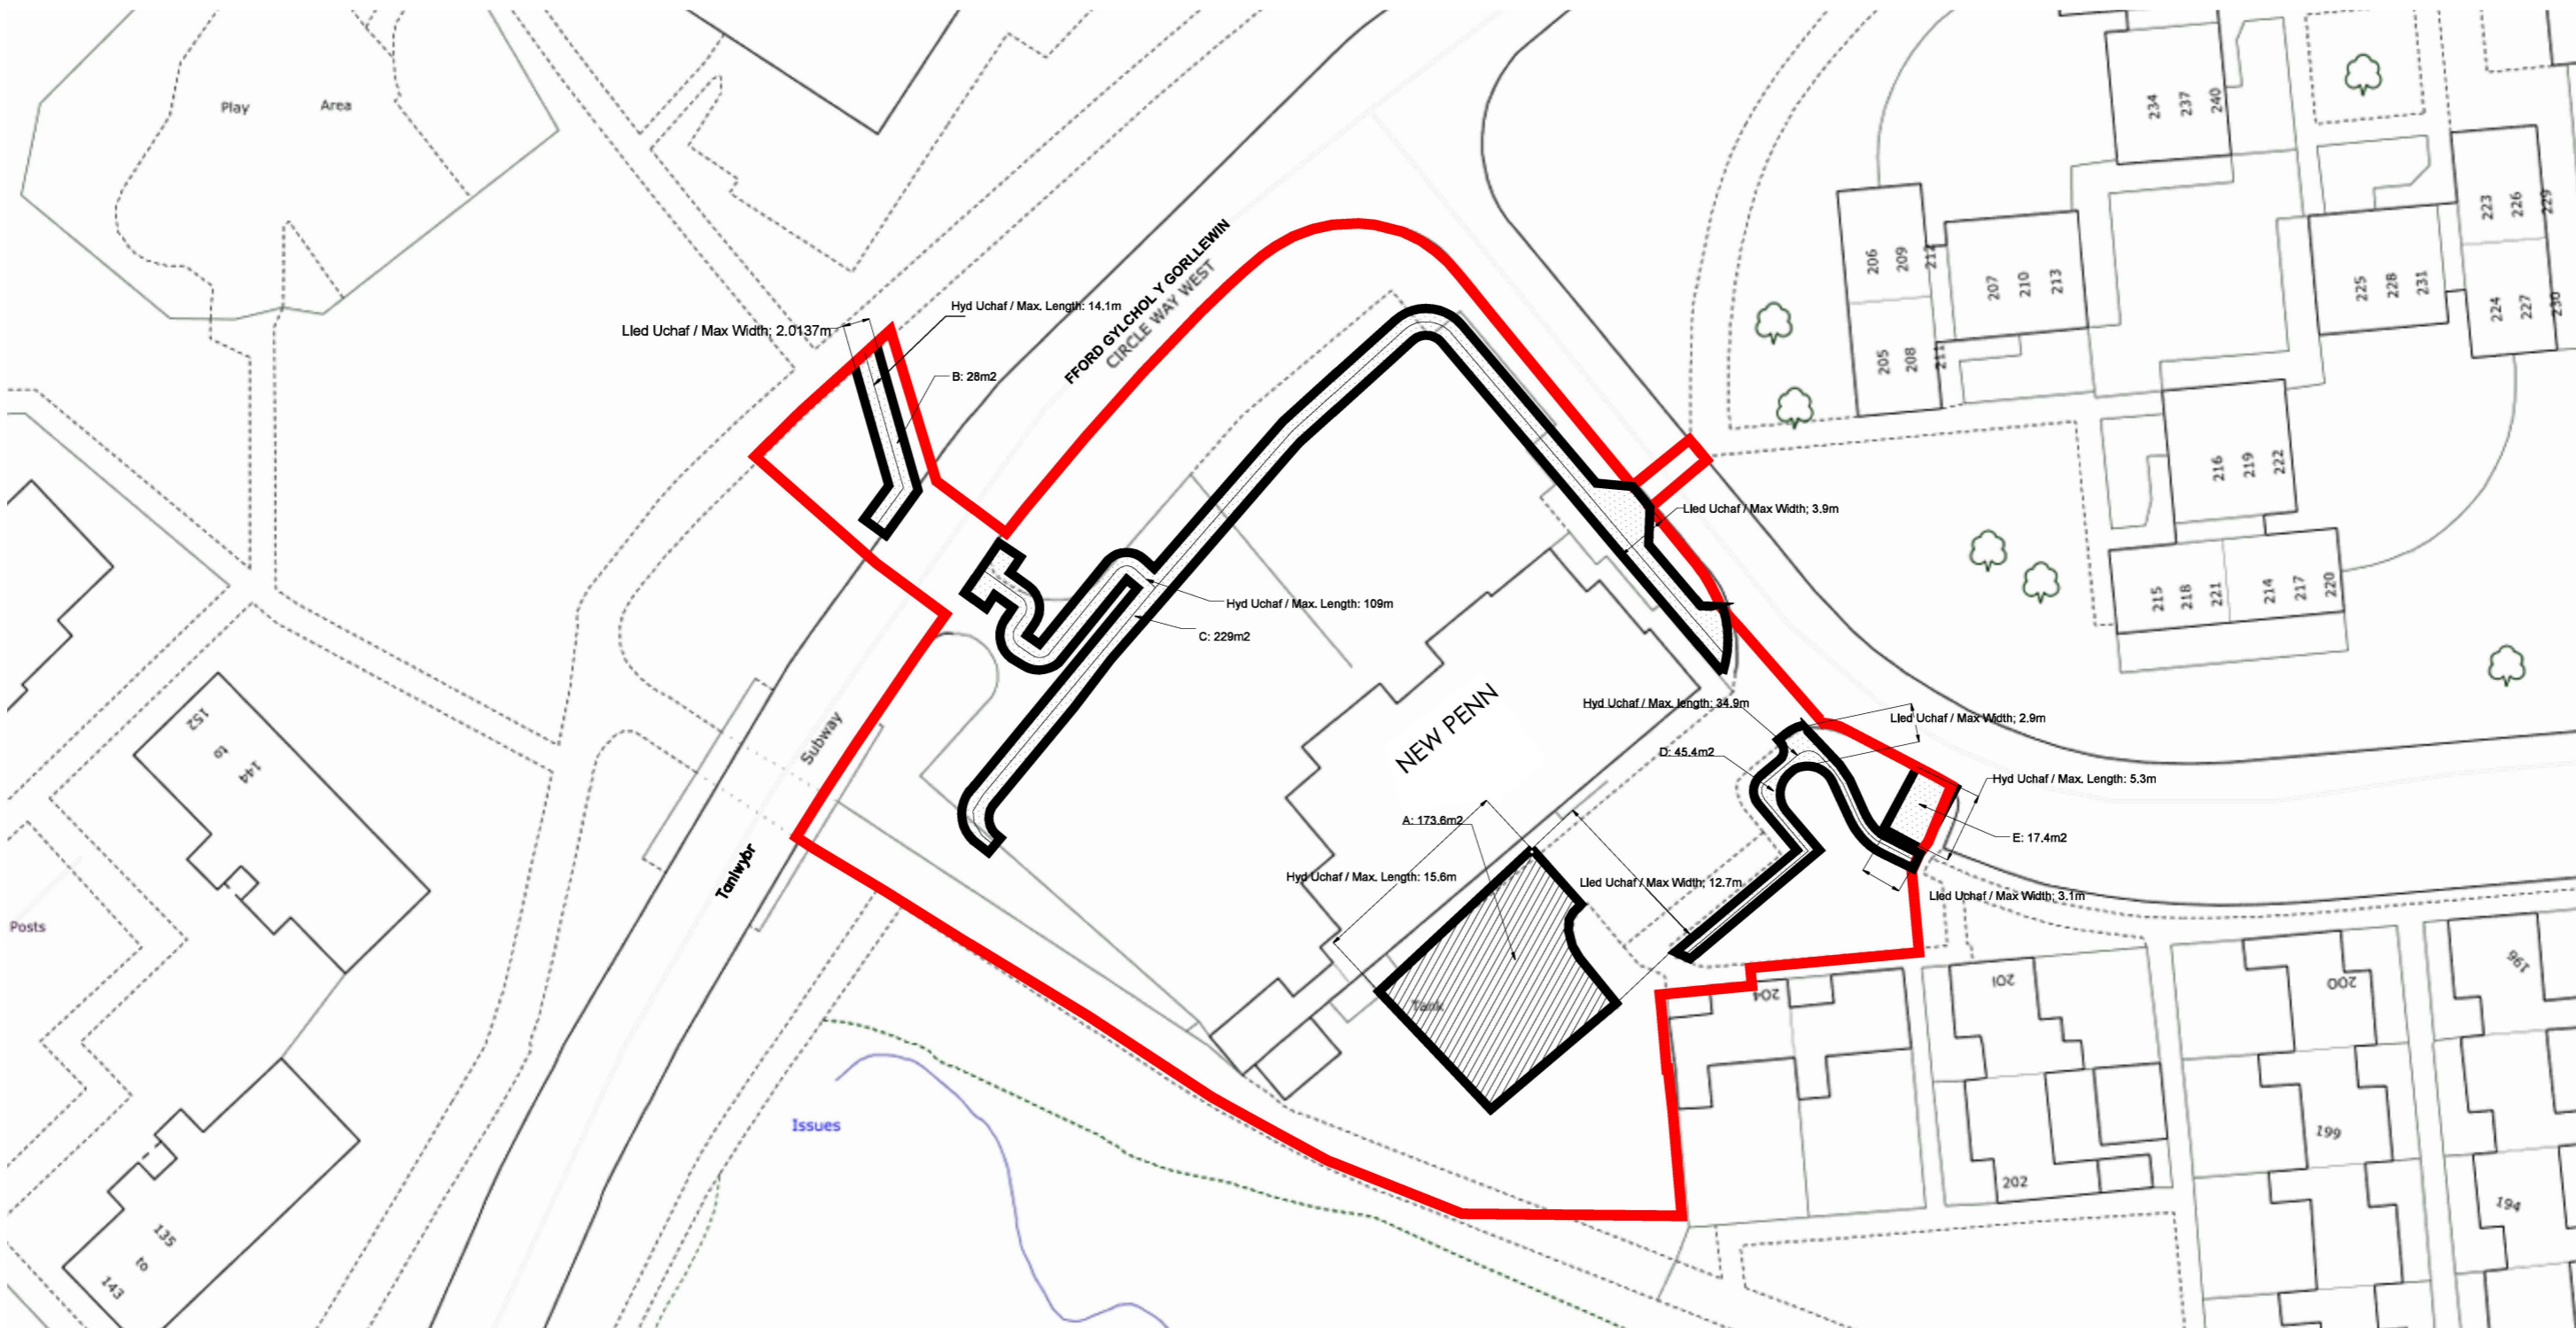 Play Area
234
237
240
223
226
229
206
209
212
207
210
213
225
228
231
224
227
230
205
208
211
FFORD GYLCHOL Y GORLLEWIN
CIRCLE WAY WEST
Hyd Uchaf / Max. Length: 14.1m
Lled Uchaf / Max Width; 2.0137m
B: 28m2
216
219
222
Lled Uchaf / Max Width; 3.9m
215
218
221
214
217
220
Hyd Uchaf / Max. Length: 109m
C: 229m2
NEW PENN
Hyd Uchaf / Max. length: 34.9m
Lled Uchaf / Max Width; 2.9m
D: 45.4m2
Hyd Uchaf / Max. Length: 5.3m
E: 17.4m2
152
to
144
Subway
Tanlwybr
A: 173.6m2
Hyd Uchaf / Max. Length: 15.6m
Lled Uchaf / Max Width; 12.7m
Lled Uchaf / Max Width; 3.1m
Posts
Tank
204
201
200
196
Issues
199
202
194
135
to
143